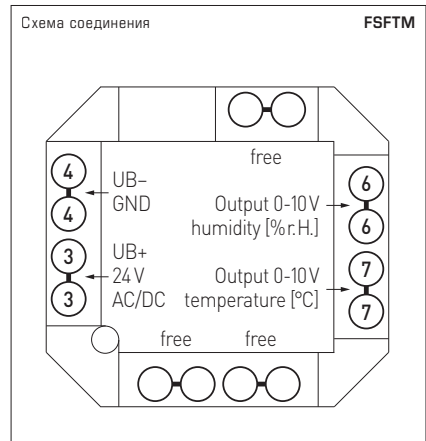 Схема соединения
FSFTM
free
4
4
UB–
GND
3
3
UB+
24 V
AC/DC
Output 0-10 V
humidity [% r.H.]
6
6
Output 0-10 V
temperature [°C]
7
7
free
free